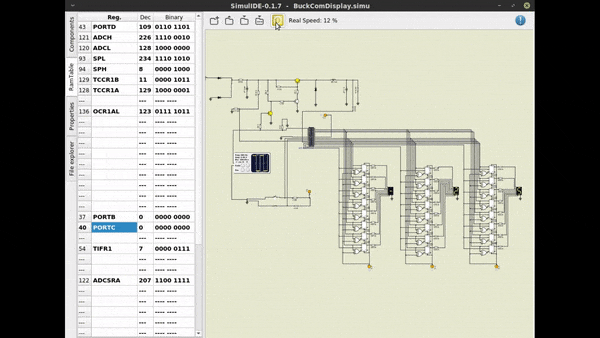 SimulIDE-0.1.7 - BuckComDisplay.simu
Components
RamTable
Properties
File explorer
Real Speed: 12 %
Reg. Dec Binary
43 PORTD 109 0110 1101
121 ADCH 226 1110 0010
120 ADCL 128 1000 0000
93 SPL 234 1110 1010
94 SPH 8 0000 1000
129 TCCR1B 11 0000 1011
128 TCCR1A 129 1000 0001
--- ---- --- ---- ----
136 OCR1AL 123 0111 1011
--- ---- --- ---- ----
--- ---- --- ---- ----
--- ---- --- ---- ----
--- ---- --- ---- ----
--- ---- --- ---- ----
--- ---- --- ---- ----
--- ---- --- ---- ----
--- ---- --- ---- ----
--- ---- --- ---- ----
37 PORTB 0 0000 0000
40 PORTC 0 0000 0000
--- ---- --- ---- ----
54 TIFR1 7 0000 0111
--- ---- --- ---- ----
--- ---- --- ---- ----
122 ADCSRA 207 1100 1111
--- ---- --- ---- ----
--- ---- --- ---- ----
--- ---- --- ---- ----
--- ---- --- ---- ----